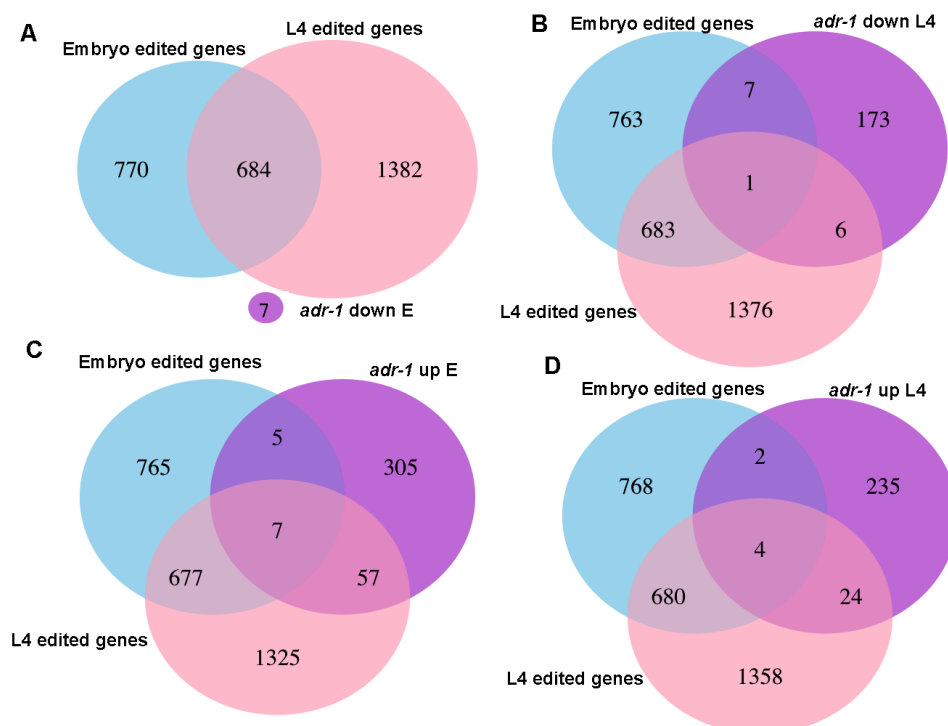 A
Embryo edited genes
L4 edited genes
770
684
1382
7
adr-1 down E
B
Embryo edited genes
adr-1 down L4
763
7
173
1
683
6
L4 edited genes
1376
C
Embryo edited genes
adr-1 up E
765
5
305
7
677
57
L4 edited genes
1325
D
Embryo edited genes
adr-1 up L4
768
2
235
4
680
24
L4 edited genes
1358